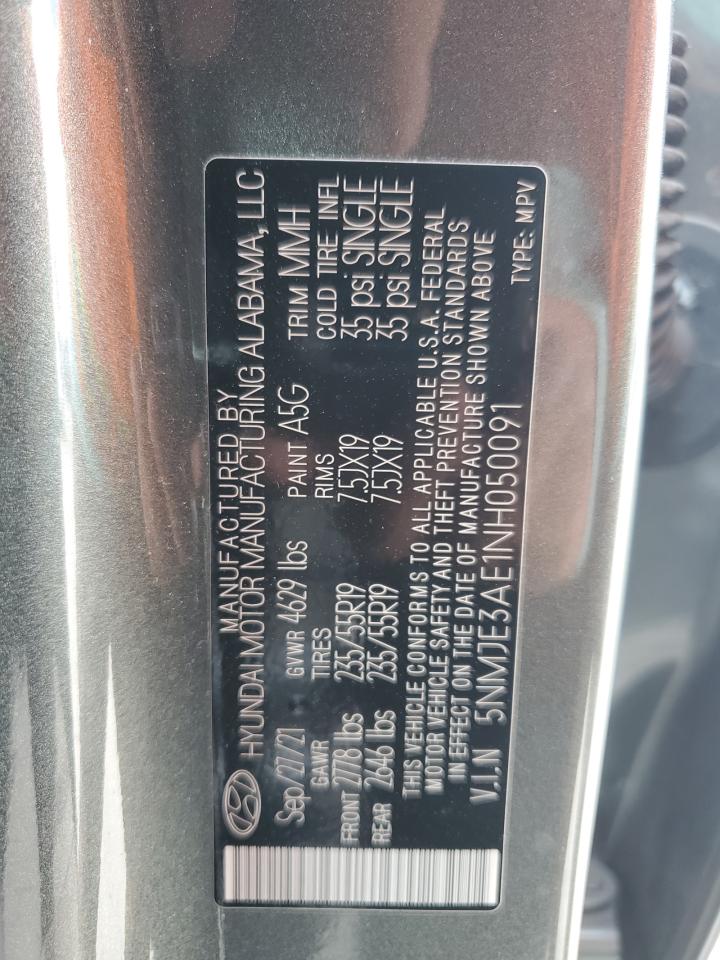 MANUFACTURED BY
HYUNDAI MOTOR MANUFACTURING ALABAMA, LLC
Sep/27/21 GVWR 4629 lbs PAINT A5G TRIM MMH
GAWR TIRES RIMS COLD TIRE INFL
FRONT 2778 lbs 235/55R19 7.5JX19 35 psi SINGLE
REAR 2646 lbs 235/55R19 7.5JX19 35 psi SINGLE
THIS VEHICLE CONFORMS TO ALL APPLICABLE U.S.A. FEDERAL
MOTOR VEHICLE SAFETY AND THEFT PREVENTION STANDARDS
IN EFFECT ON THE DATE OF MANUFACTURE SHOWN ABOVE
V.I.N 5NMJE3AE1NH050091 TYPE: MPV